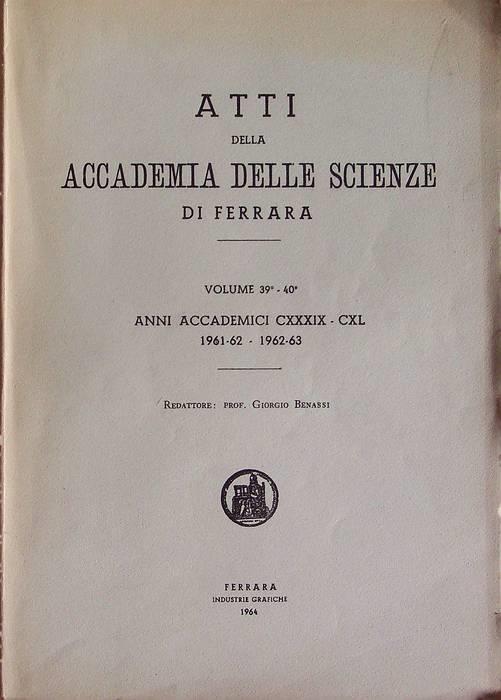 ATTI
DELLA
ACCADEMIA DELLE SCIENZE
DI FERRARA
VOLUME 39° - 40°
ANNI ACCADEMICI CXXXIX - CXL
1961-62 - 1962-63
REDATTORE: PROF. GIORGIO BENASSI
FERRARA
INDUSTRIE GRAFICHE
1964